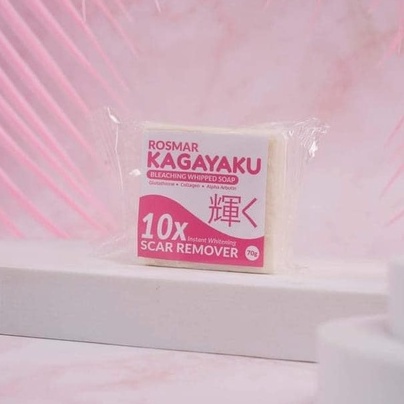 ROSMAR
KAGAYAKU
BLEACHING WHIPPED SOAP
Glutathione • Collagen • Alpha Arbutin
輝く
10x
Instant Whitening
SCAR REMOVER
70g